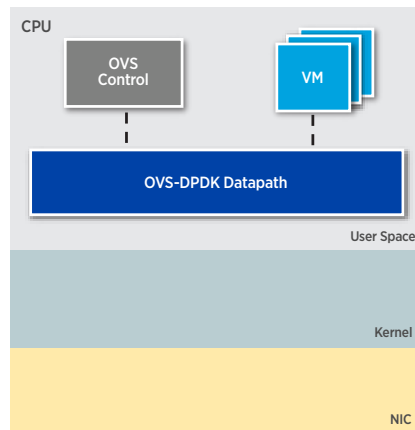 CPU
OVS
Control
VM
OVS-DPDK Datapath
User Space
Kernel
NIC